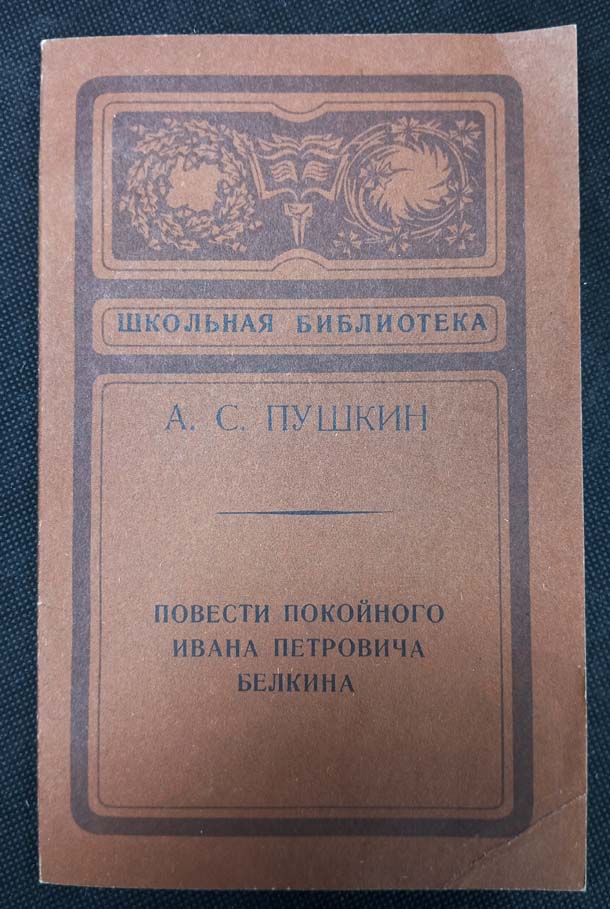 ШКОЛЬНАЯ БИБЛИОТЕКА
А. С. ПУШКИН
ПОВЕСТИ ПОКОЙНОГО
ИВАНА ПЕТРОВИЧА
БЕЛКИНА